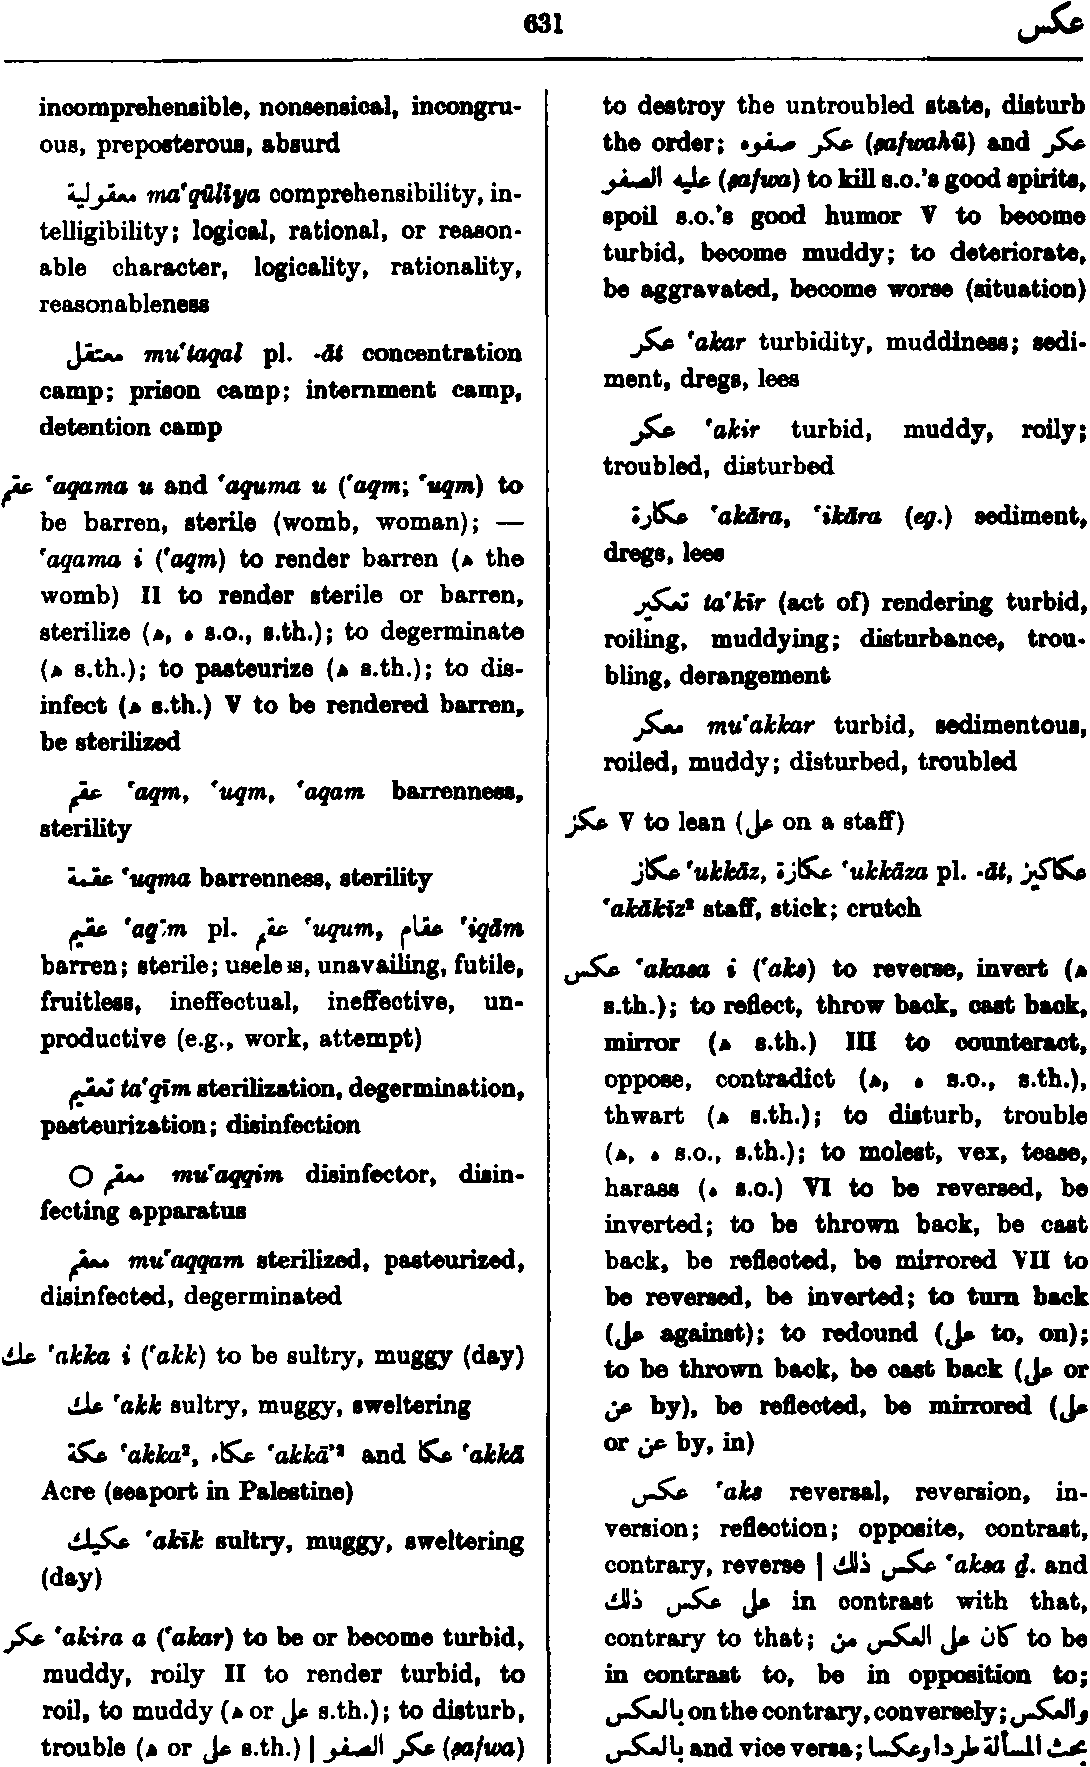 631
عكس
incomprehensible, nonsensical, incongru-
ous, preposterous, absurd
معقولية ma‘qūlīya comprehensibility, in-
telligibility; logical, rational, or reason-
able character, logicality, rationality,
reasonableness
معتقل mu‘taqal pl. -āt concentration
camp; prison camp; internment camp,
detention camp
عقم ‘aqama u and ‘aquma u (‘aqm; ‘uqm) to
be barren, sterile (womb, woman); —
‘aqama i (‘aqm) to render barren (ه the
womb) II to render sterile or barren,
sterilize (ه, ه s.o., s.th.); to degerminate
(ه s.th.); to pasteurize (ه s.th.); to dis-
infect (ه s.th.) V to be rendered barren,
be sterilized
عقم ‘aqm, ‘uqm, ‘aqam barrenness,
sterility
عقمة ‘uqma barrenness, sterility
عقيم ‘aqīm pl. عقم ‘uqum, عقام ‘iqām
barren; sterile; useless, unavailing, futile,
fruitless, ineffectual, ineffective, un-
productive (e.g., work, attempt)
تعقيم ta‘qīm sterilization, degermination,
pasteurization; disinfection
O معقم mu‘aqqim disinfector, disin-
fecting apparatus
معقم mu‘aqqam sterilized, pasteurized,
disinfected, degerminated
عك ‘akka i (‘akk) to be sultry, muggy (day)
عك ‘akk sultry, muggy, sweltering
عكة ‘akka², عكاء ‘akkā’² and عكا ‘akkā
Acre (seaport in Palestine)
عكيك ‘akīk sultry, muggy, sweltering
(day)
عكر ‘akira a (‘akar) to be or become turbid,
muddy, roily II to render turbid, to
roil, to muddy (ه or على s.th.); to disturb,
trouble (ه or على s.th.) | عكر الصفو (ṣafwa)
to destroy the untroubled state, disturb
the order; عكر صفوه (ṣafwahū) and عكر
عليه الصفو (ṣafwa) to kill s.o.'s good spirits,
spoil s.o.'s good humor V to become
turbid, become muddy; to deteriorate,
be aggravated, become worse (situation)
عكر ‘akar turbidity, muddiness; sedi-
ment, dregs, lees
عكر ‘akir turbid, muddy, roily;
troubled, disturbed
عكارة ‘akāra, ‘ikāra (eg.) sediment,
dregs, lees
تعكير ta‘kīr (act of) rendering turbid,
roiling, muddying; disturbance, trou-
bling, derangement
معكر mu‘akkar turbid, sedimentous,
roiled, muddy; disturbed, troubled
عكز V to lean (على on a staff)
عكاز ‘ukkāz, عكازة ‘ukkāza pl. -āt, عكاكيز
‘akākīz² staff, stick; crutch
عكس ‘akasa i (‘aks) to reverse, invert (ه
s.th.); to reflect, throw back, cast back,
mirror (ه s.th.) III to counteract,
oppose, contradict (ه, ه s.o., s.th.),
thwart (ه s.th.); to disturb, trouble
(ه, ه s.o., s.th.); to molest, vex, tease,
harass (ه s.o.) VI to be reversed, be
inverted; to be thrown back, be cast
back, be reflected, be mirrored VII to
be reversed, be inverted; to turn back
(على against); to redound (على to, on);
to be thrown back, be cast back (على or
عن by), be reflected, be mirrored (على
or عن by, in)
عكس ‘aks reversal, reversion, in-
version; reflection; opposite, contrast,
contrary, reverse | عكس ذلك ‘aksa ḏ. and
على عكس ذلك in contrast with that,
contrary to that; كان على العكس من to be
in contrast to, be in opposition to;
بالعكس on the contrary, conversely; والعكس
بالعكس and vice versa; بحث المسألة طردا وعكسا